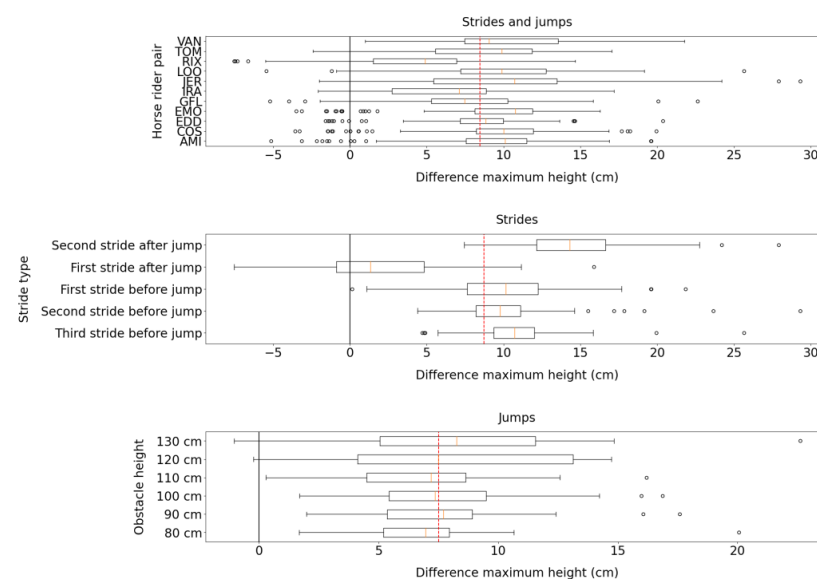 Strides and jumps
Horse rider pair
VAN
TOM
RIX
LOO
JER
IRA
GFL
EMO
EDD
COS
AMI
−5 0 5 10 15 20 25 30
Difference maximum height (cm)
Strides
Stride type
Second stride after jump
First stride after jump
First stride before jump
Second stride before jump
Third stride before jump
−5 0 5 10 15 20 25 30
Difference maximum height (cm)
Jumps
Obstacle height
130 cm
120 cm
110 cm
100 cm
90 cm
80 cm
0 5 10 15 20
Difference maximum height (cm)